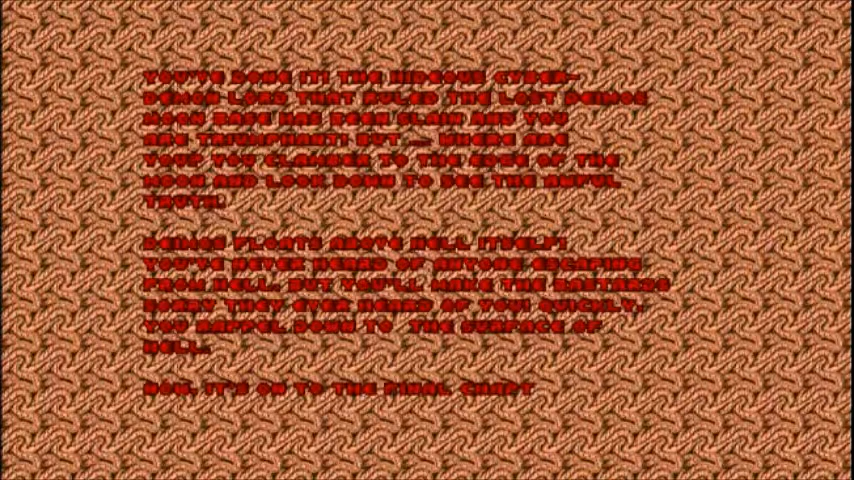 YOU'VE DONE IT! THE HIDEOUS CYBER-
DEMON LORD THAT RULED THE LOST DEIMOS
MOON BASE HAS BEEN SLAIN AND YOU
ARE TRIUMPHANT! BUT ... WHERE ARE
YOU? YOU CLAMBER TO THE EDGE OF THE
MOON AND LOOK DOWN TO SEE THE AWFUL
TRUTH.
DEIMOS FLOATS ABOVE HELL ITSELF!
YOU'VE NEVER HEARD OF ANYONE ESCAPING
FROM HELL, BUT YOU'LL MAKE THE BASTARDS
SORRY THEY EVER HEARD OF YOU! QUICKLY,
YOU RAPPEL DOWN TO THE SURFACE OF
HELL.
NOW, IT'S ON TO THE FINAL CHAPT